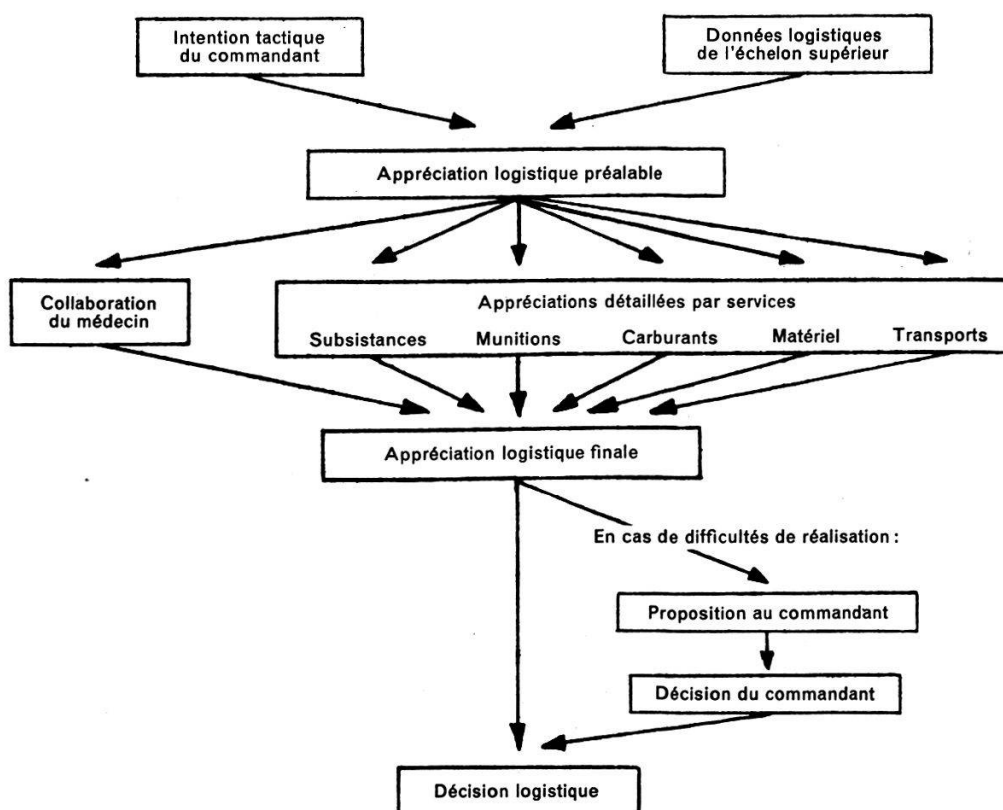 Intention tactique
du commandant
Données logistiques
de l'échelon supérieur
Appréciation logistique préalable
Collaboration
du médecin
Appréciations détaillées par services
Subsistances Munitions Carburants Matériel Transports
Appréciation logistique finale
En cas de difficultés de réalisation :
Proposition au commandant
Décision du commandant
Décision logistique